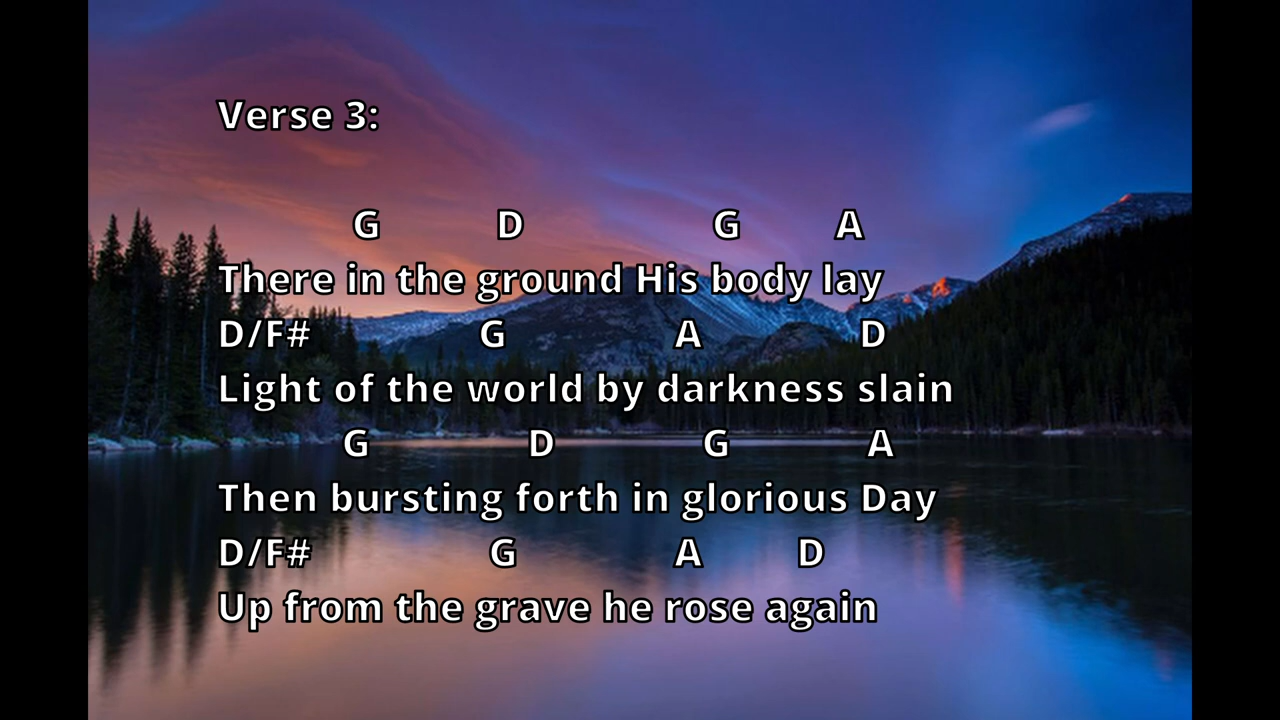 Verse 3:
G D G A
There in the ground His body lay
D/F# G A D
Light of the world by darkness slain
G D G A
Then bursting forth in glorious Day
D/F# G A D
Up from the grave he rose again